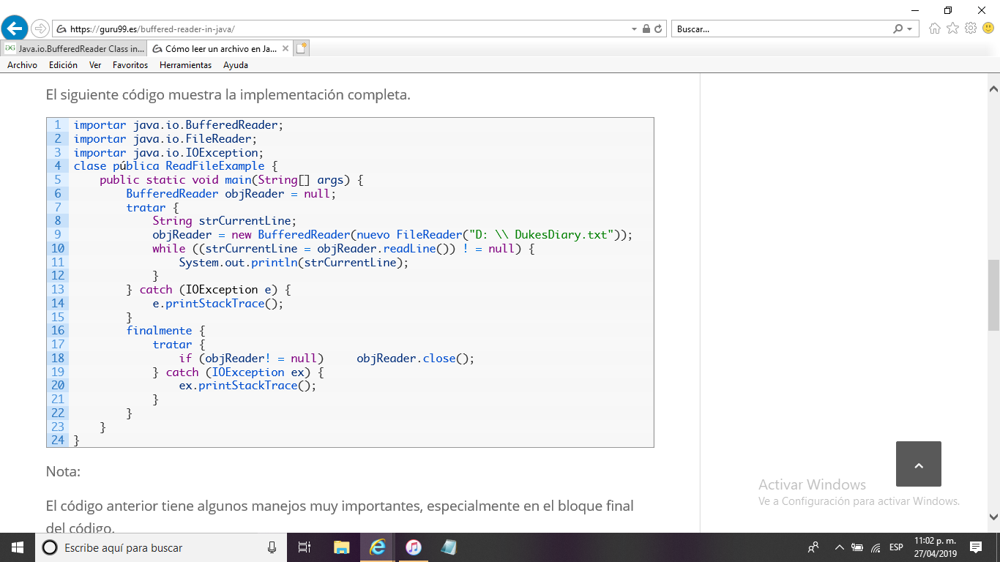 https://guru99.es/buffered-reader-in-java/
Buscar...
Java.io.BufferedReader Class in...
Cómo leer un archivo en Ja...
Archivo Edición Ver Favoritos Herramientas Ayuda
El siguiente código muestra la implementación completa.
1 importar java.io.BufferedReader;
2 importar java.io.FileReader;
3 importar java.io.IOException;
4 clase pública ReadFileExample {
5     public static void main(String[] args) {
6         BufferedReader objReader = null;
7         tratar {
8             String strCurrentLine;
9             objReader = new BufferedReader(nuevo FileReader("D: \\ DukesDiary.txt"));
10             while ((strCurrentLine = objReader.readLine()) ! = null) {
11                 System.out.println(strCurrentLine);
12             }
13         } catch (IOException e) {
14             e.printStackTrace();
15         }
16         finalmente {
17             tratar {
18                 if (objReader! = null)     objReader.close();
19             } catch (IOException ex) {
20                 ex.printStackTrace();
21             }
22         }
23     }
24 }
Nota:
El código anterior tiene algunos manejos muy importantes, especialmente en el bloque final
del código.
Activar Windows
Ve a Configuración para activar Windows.
Escribe aquí para buscar
ESP
11:02 p. m.
27/04/2019